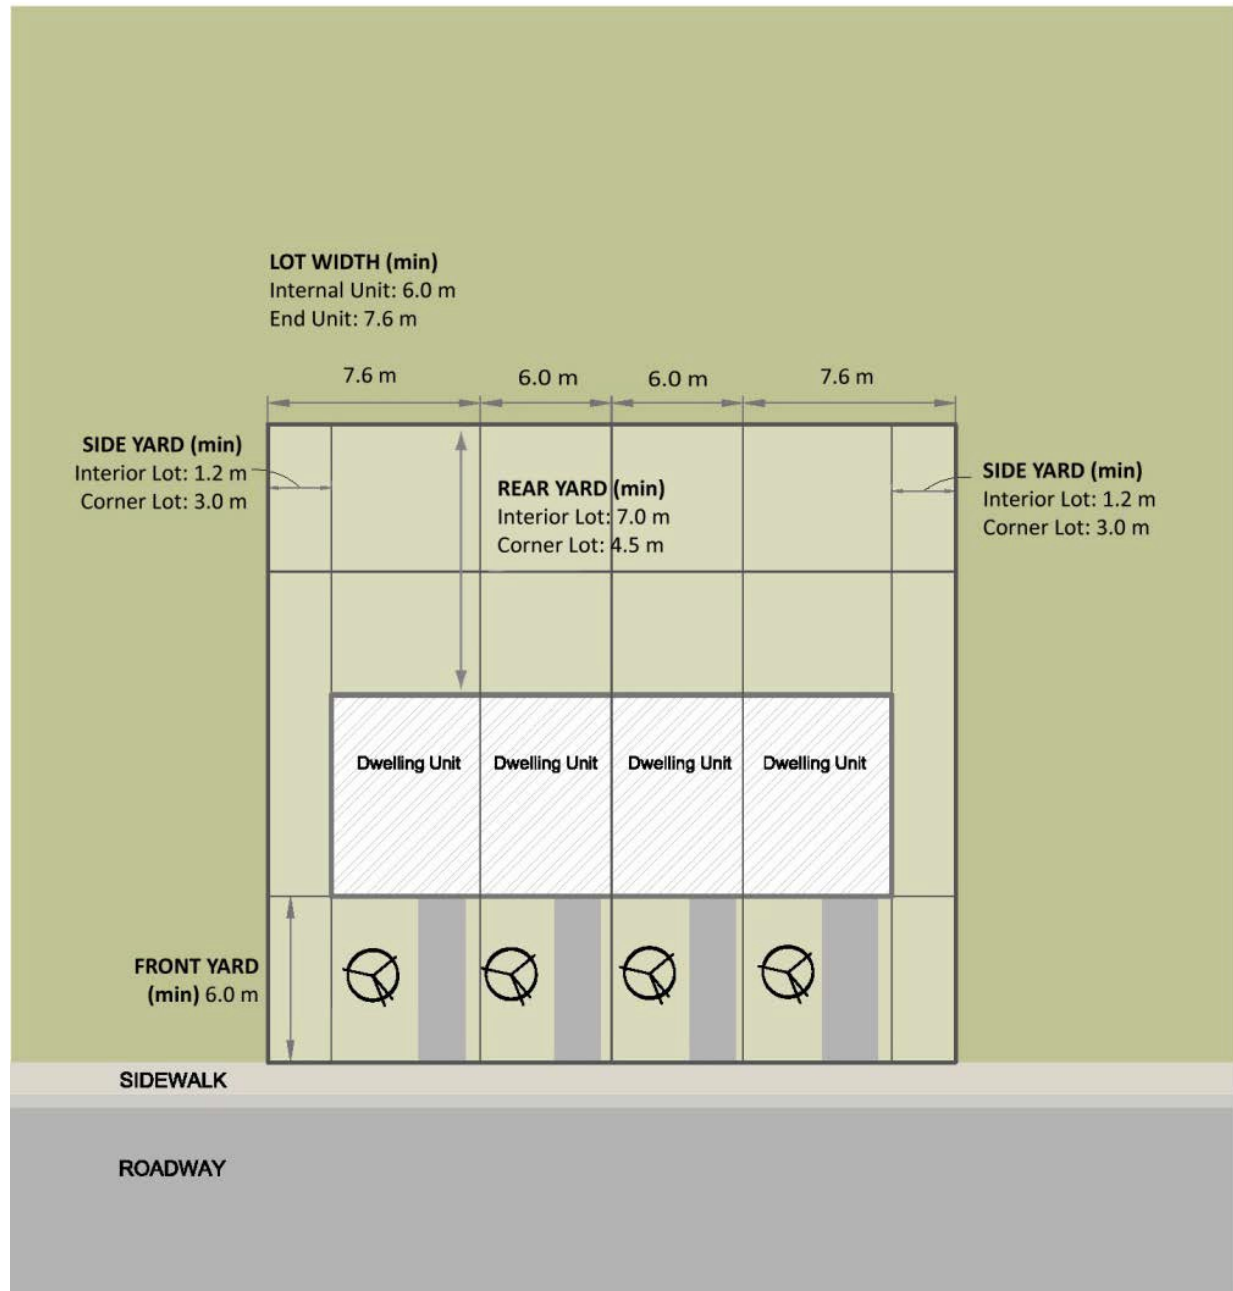 LOT WIDTH (min)
Internal Unit: 6.0 m
End Unit: 7.6 m
7.6 m
6.0 m
6.0 m
7.6 m
SIDE YARD (min)
Interior Lot: 1.2 m
Corner Lot: 3.0 m
REAR YARD (min)
Interior Lot: 7.0 m
Corner Lot: 4.5 m
SIDE YARD (min)
Interior Lot: 1.2 m
Corner Lot: 3.0 m
Dwelling Unit
Dwelling Unit
Dwelling Unit
Dwelling Unit
FRONT YARD
(min) 6.0 m
SIDEWALK
ROADWAY